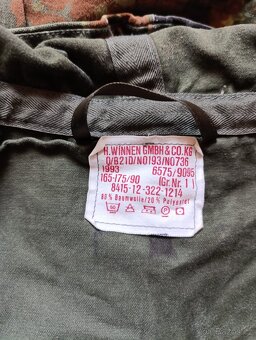 H.WINNEN GMBH & CO.KG
Q/B21D/N0193/N0736
1993 6575/9095
165-175/90 (Gr.Nr. 1 )
8415-12-322-1214
80 % Baumwolle/20 % Polyester